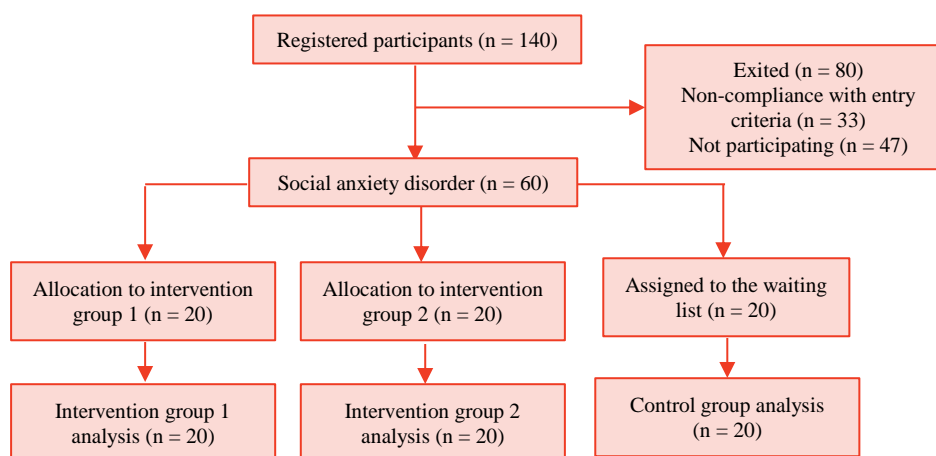 Registered participants (n = 140)
Exited (n = 80)
Non-compliance with entry
criteria (n = 33)
Not participating (n = 47)
Social anxiety disorder (n = 60)
Allocation to intervention
group 1 (n = 20)
Allocation to intervention
group 2 (n = 20)
Assigned to the waiting
list (n = 20)
Intervention group 1
analysis (n = 20)
Intervention group 2
analysis (n = 20)
Control group analysis
(n = 20)